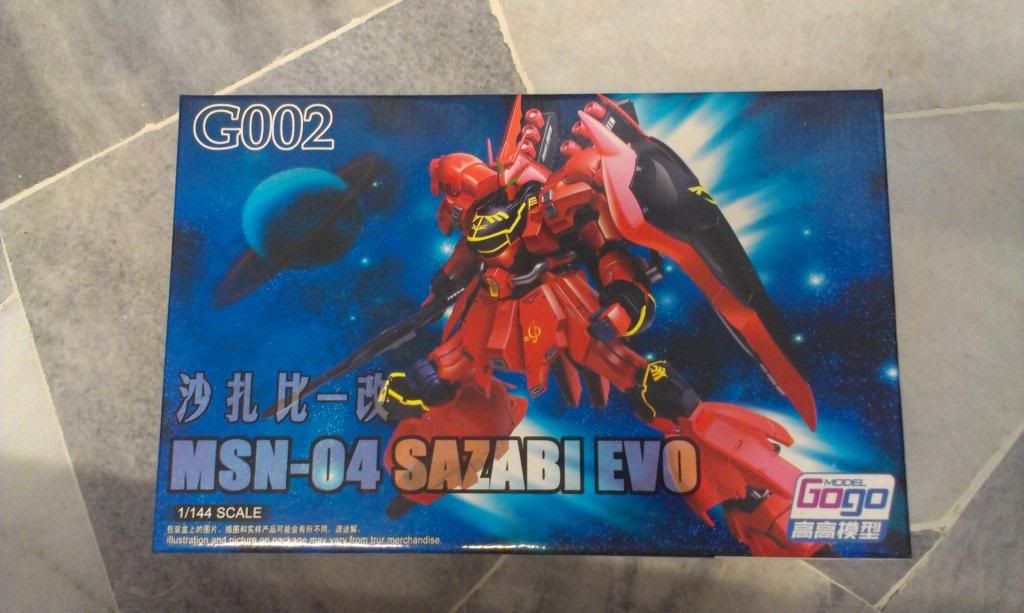 G002
沙扎比一改
MSN-04 SAZABI EVO
1/144 SCALE
包装盒上的图片，插图和实样产品可能会有所不同，请谅解。
illustration and picture on package may vary from trur merchandise.
MODEL
Gogo
高高模型